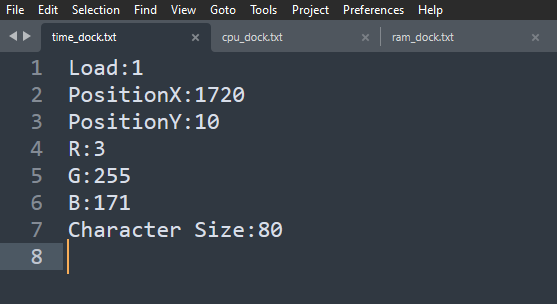 File Edit Selection Find View Goto Tools Project Preferences Help
time_dock.txt × cpu_dock.txt × ram_dock.txt ×
1 Load:1
2 PositionX:1720
3 PositionY:10
4 R:3
5 G:255
6 B:171
7 Character Size:80
8